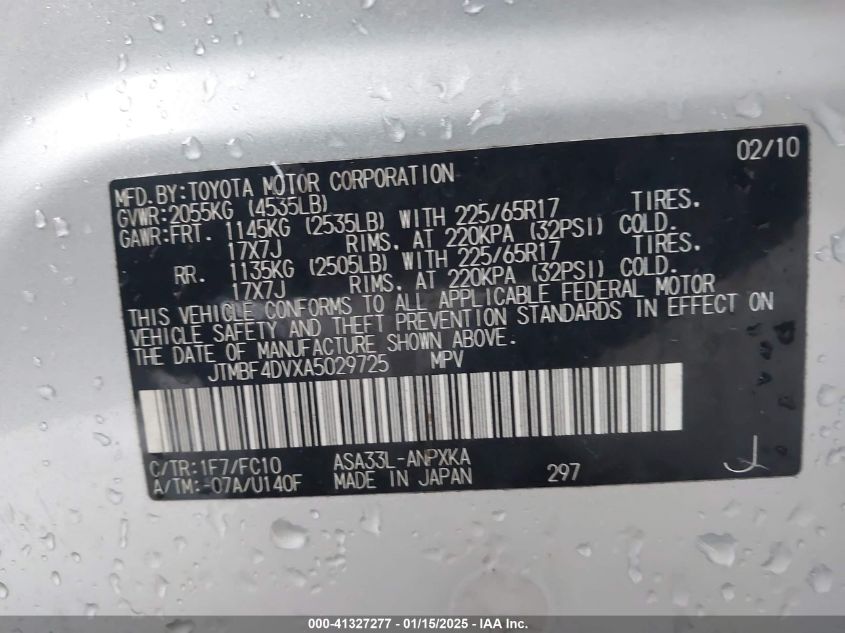 02/10
MFD.BY:TOYOTA MOTOR CORPORATION
GVWR:2055KG (4535LB)
GAWR:FRT. 1145KG (2535LB) WITH 225/65R17 TIRES.
17X7J RIMS. AT 220KPA (32PSI) COLD.
RR. 1135KG (2505LB) WITH 225/65R17 TIRES.
17X7J RIMS. AT 220KPA (32PSI) COLD.
THIS VEHICLE CONFORMS TO ALL APPLICABLE FEDERAL MOTOR
VEHICLE SAFETY AND THEFT PREVENTION STANDARDS IN EFFECT ON
THE DATE OF MANUFACTURE SHOWN ABOVE.
JTMBF4DVXA5029725 MPV
C/TR:1F7/FC10 ASA33L-ANPXKA
A/TM:-07A/U140F MADE IN JAPAN 297
J
000-41327277 - 01/15/2025 - IAA Inc.